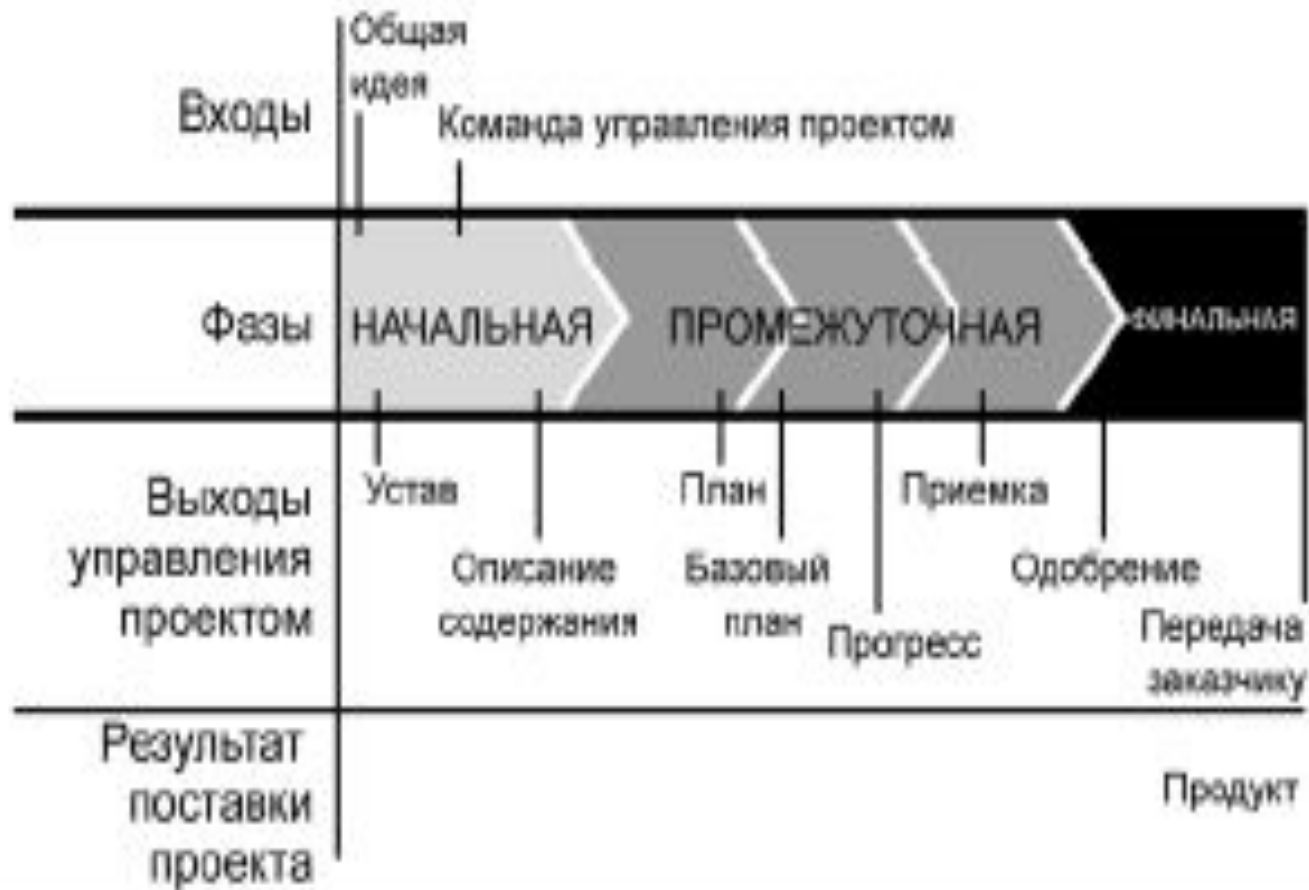 Общая
идея
Входы
Команда управления проектом
Фазы
НАЧАЛЬНАЯ
ПРОМЕЖУТОЧНАЯ
ФИНАЛЬНАЯ
Выходы
управления
проектом
Устав
План
Приемка
Описание
содержания
Базовый
план
Одобрение
Прогресс
Передача
заказчику
Результат
поставки
проекта
Продукт